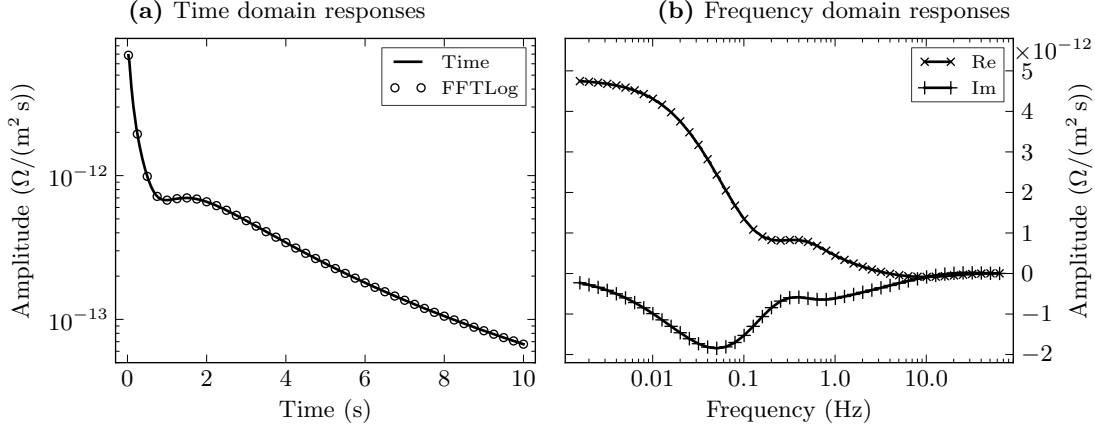 (a) Time domain responses
Amplitude (Ω/(m² s))
10⁻¹²
10⁻¹³
Time
FFTLog
0 2 4 6 8 10
Time (s)
(b) Frequency domain responses
×10⁻¹²
Re
Im
5
4
3
2
1
0
−1
−2
Amplitude (Ω/(m² s))
0.01 0.1 1.0 10.0
Frequency (Hz)